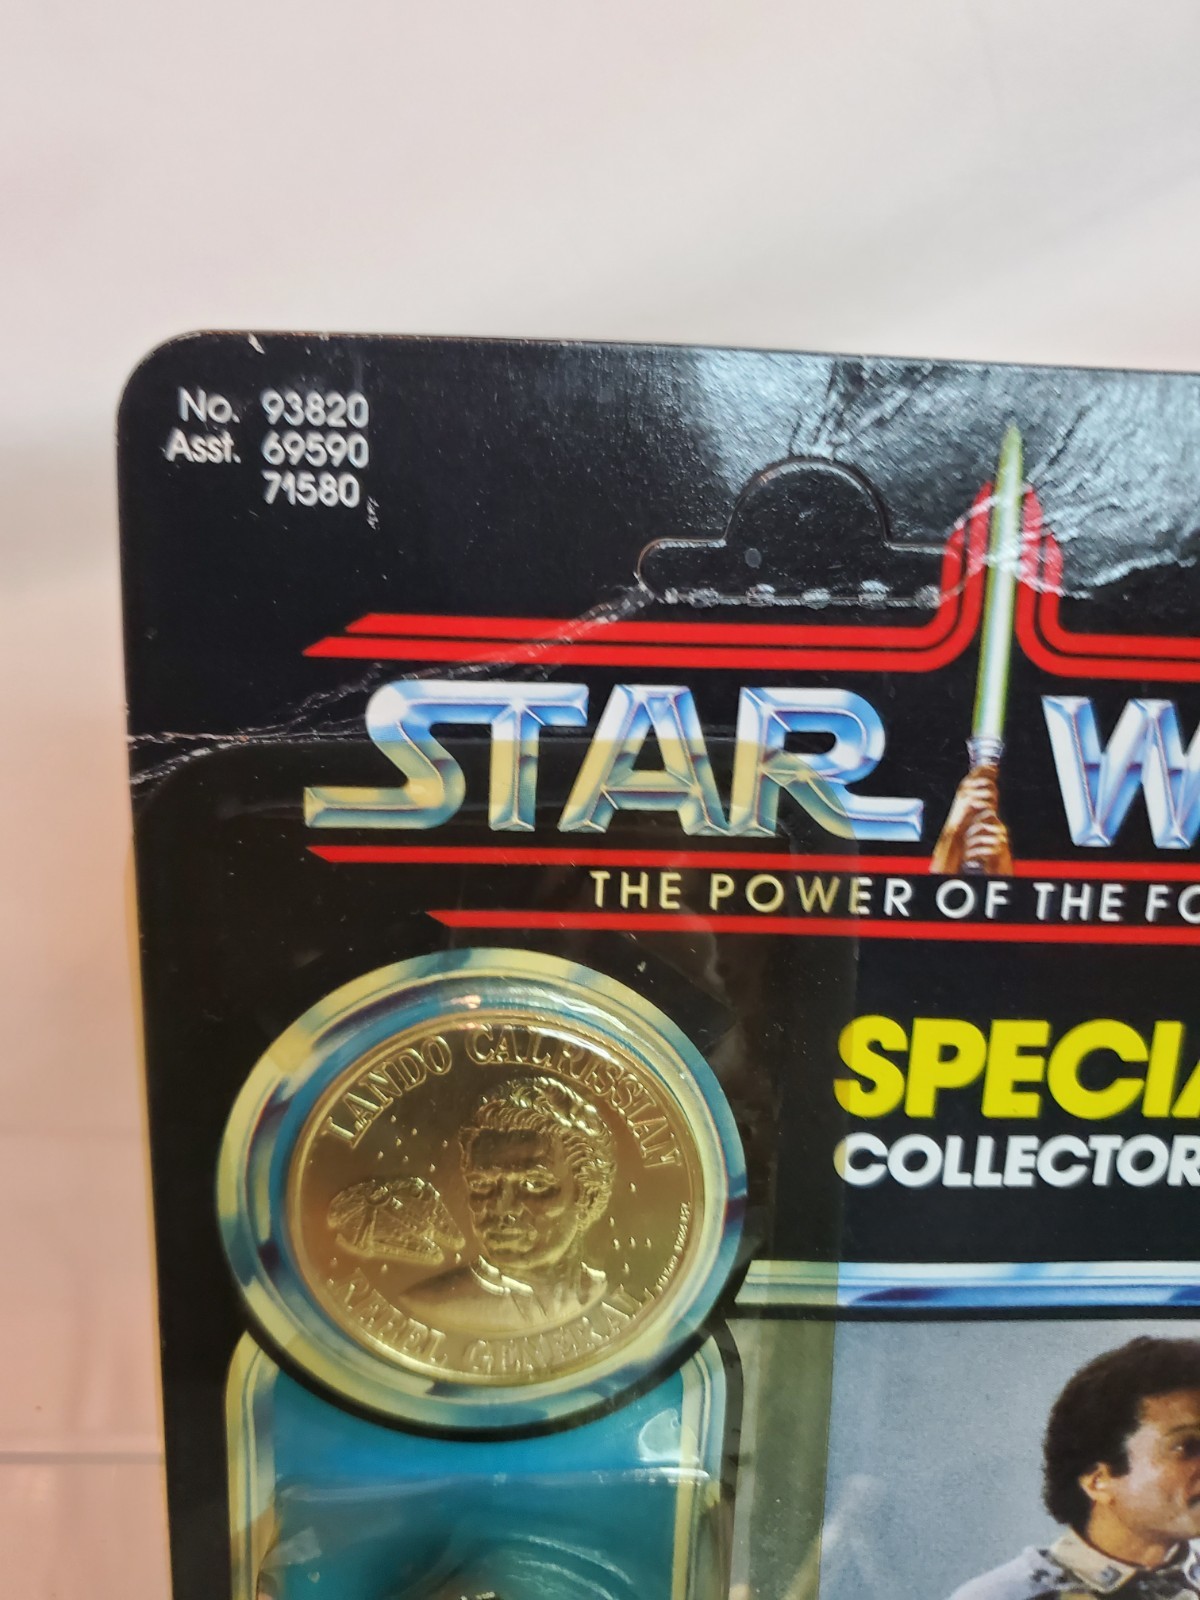 No. 93820
Asst. 69590
71580
STAR W
THE POWER OF THE FO
SPECIA
COLLECTOR
LANDO CALRISSIAN
REBEL GENERAL